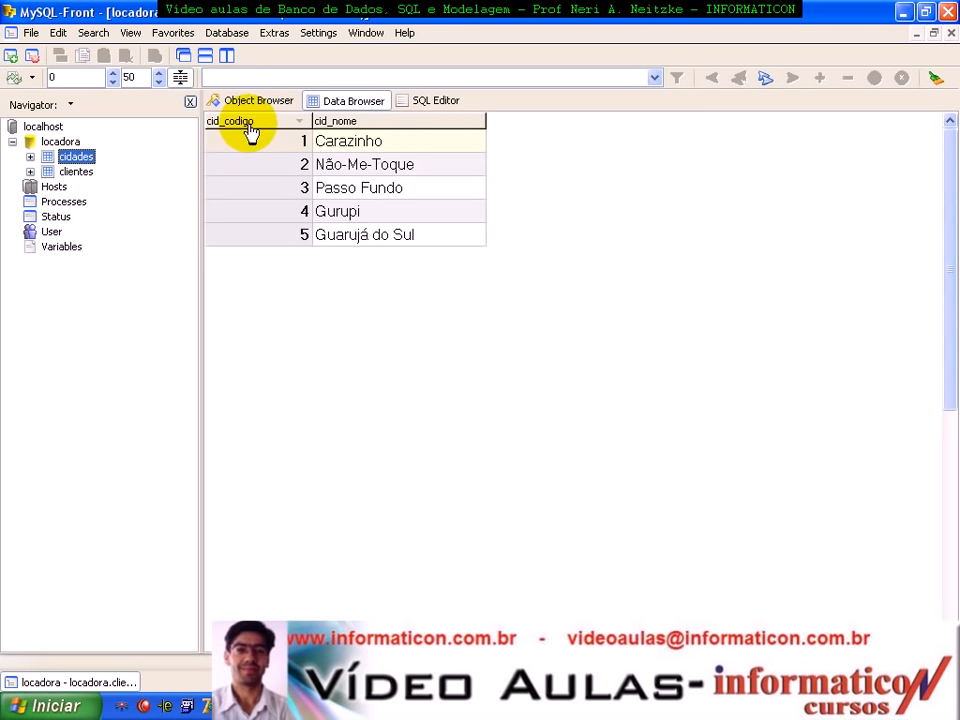 MySQL-Front - [locadora
Vídeo aulas de Banco de Dados, SQL e Modelagem - Prof Neri A. Neitzke - INFORMATICON
File Edit Search View Favorites Database Extras Settings Window Help
0 50
Navigator: Object Browser Data Browser SQL Editor
cid_codigo cid_nome
localhost
locadora
cidades
clientes
Hosts
Processes
Status
User
Variables
1 Carazinho
2 Não-Me-Toque
3 Passo Fundo
4 Gurupi
5 Guarujá do Sul
www.informaticon.com.br - videoaulas@informaticon.com.br
Vídeo Aulas-informaticon
cursos
locadora - locadora.clie...
Iniciar